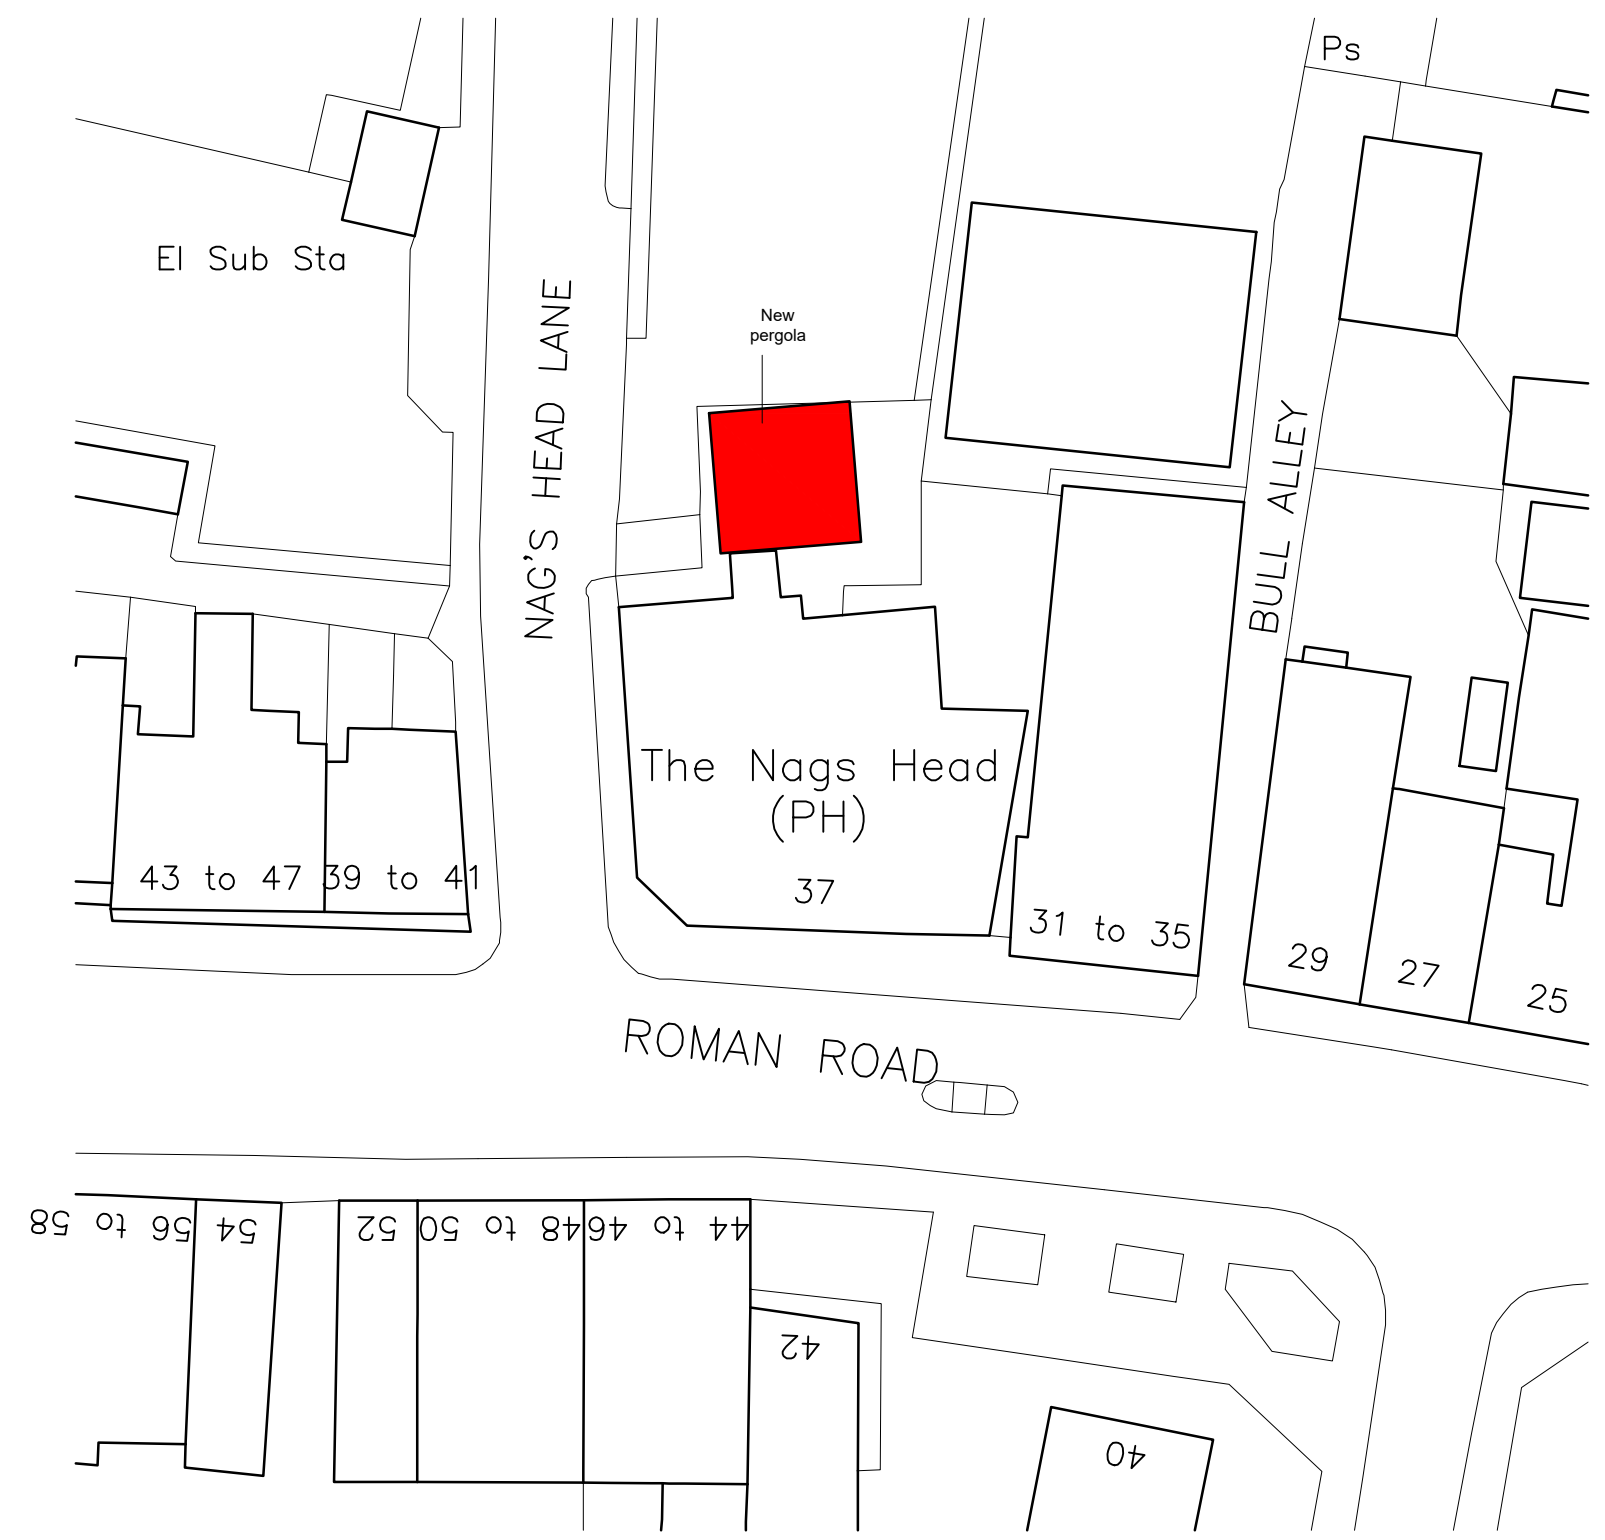 Ps
El Sub Sta
NAG'S HEAD LANE
New
pergola
BULL ALLEY
The Nags Head
(PH)
43 to 47
39 to 41
37
31 to 35
29
27
25
ROMAN ROAD
56 to 58
54
52
48 to 50
44 to 46
42
40